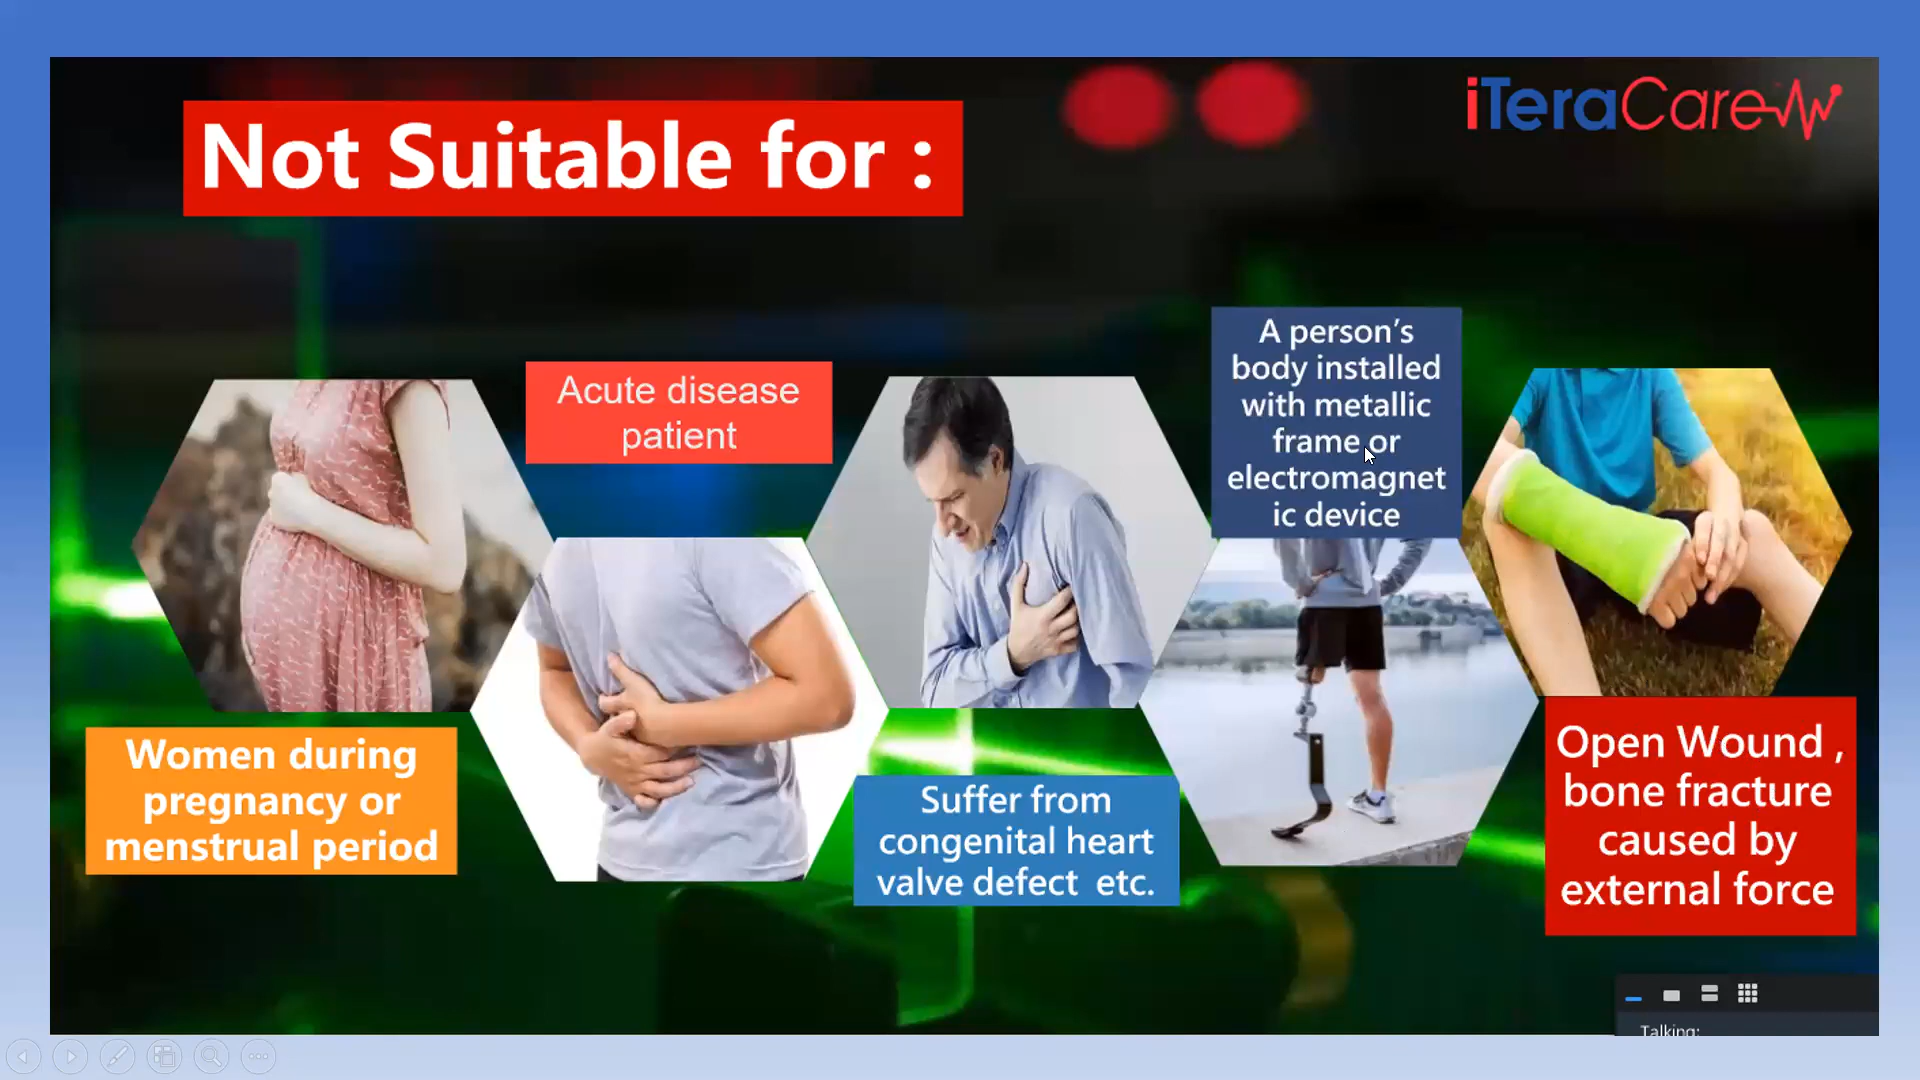 iTeraCare
Not Suitable for :
Women during
pregnancy or
menstrual period
Acute disease
patient
Suffer from
congenital heart
valve defect etc.
A person's
body installed
with metallic
frame or
electromagnet
ic device
Open Wound ,
bone fracture
caused by
external force
Talking: